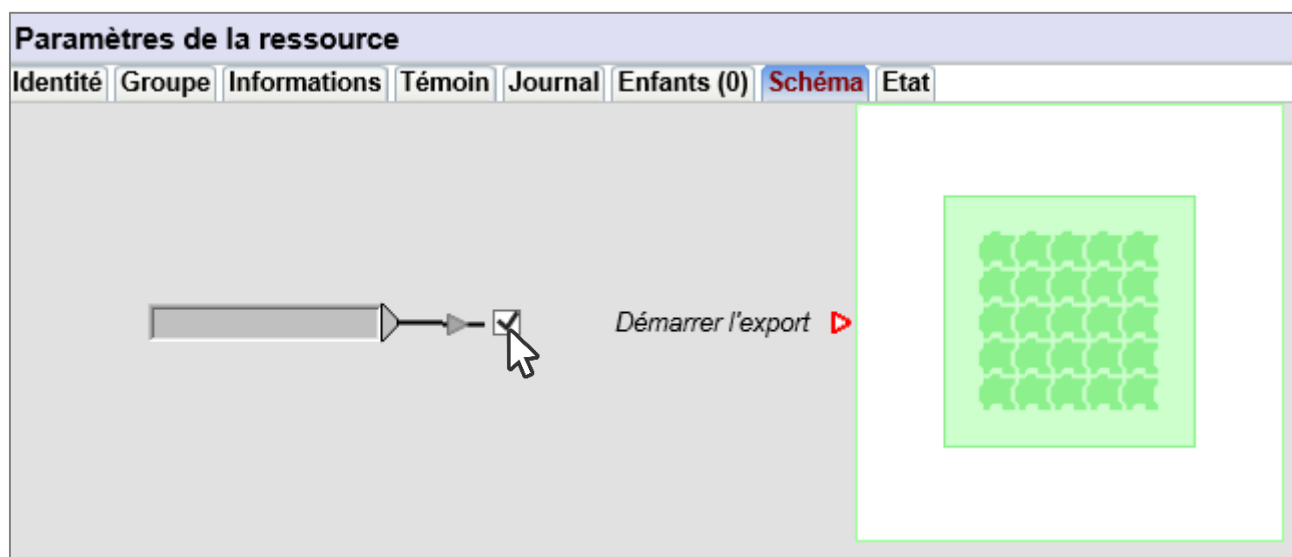 Paramètres de la ressource
Identité Groupe Informations Témoin Journal Enfants (0) Schéma Etat
Démarrer l'export